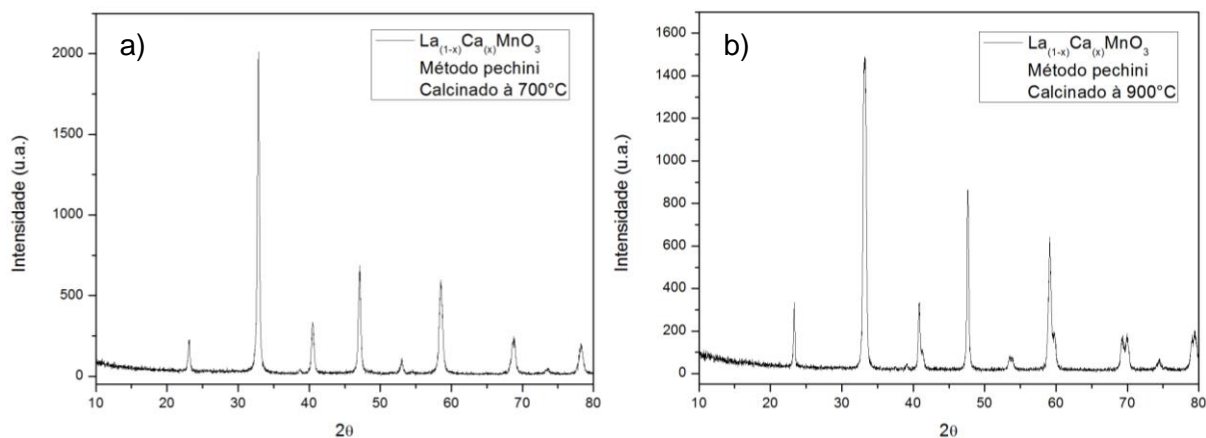 a)
La(1-x)Ca(x)MnO3
Método pechini
Calcinado à 700°C
2000
1500
1000
500
0
Intensidade (u.a.)
10 20 30 40 50 60 70 80
2θ
b)
La(1-x)Ca(x)MnO3
Método pechini
Calcinado à 900°C
1600
1400
1200
1000
800
600
400
200
0
Intensidade (u.a.)
10 20 30 40 50 60 70 80
2θ